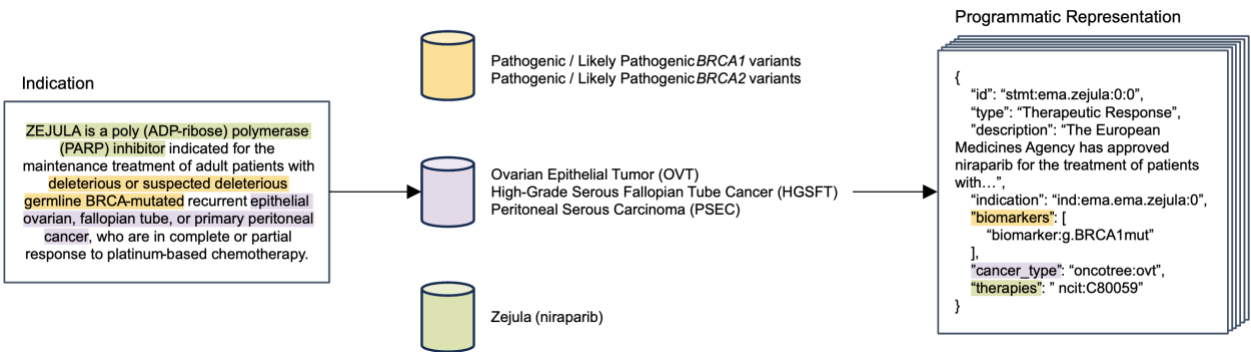 Indication
ZEJULA is a poly (ADP-ribose) polymerase
(PARP) inhibitor indicated for the
maintenance treatment of adult patients with
deleterious or suspected deleterious
germline BRCA-mutated recurrent epithelial
ovarian, fallopian tube, or primary peritoneal
cancer, who are in complete or partial
response to platinum-based chemotherapy.
Pathogenic / Likely Pathogenic BRCA1 variants
Pathogenic / Likely Pathogenic BRCA2 variants
Ovarian Epithelial Tumor (OVT)
High-Grade Serous Fallopian Tube Cancer (HGSFT)
Peritoneal Serous Carcinoma (PSEC)
Zejula (niraparib)
Programmatic Representation
{
“id”: “stmt:ema.zejula:0:0”,
“type”: “Therapeutic Response”,
”description”: “The European
Medicines Agency has approved
niraparib for the treatment of patients
with…”,
“indication”: “ind:ema.ema.zejula:0”,
”biomarkers”: [
“biomarker:g.BRCA1mut”
],
”cancer_type”: “oncotree:ovt”,
“therapies”: ” ncit:C80059”
}